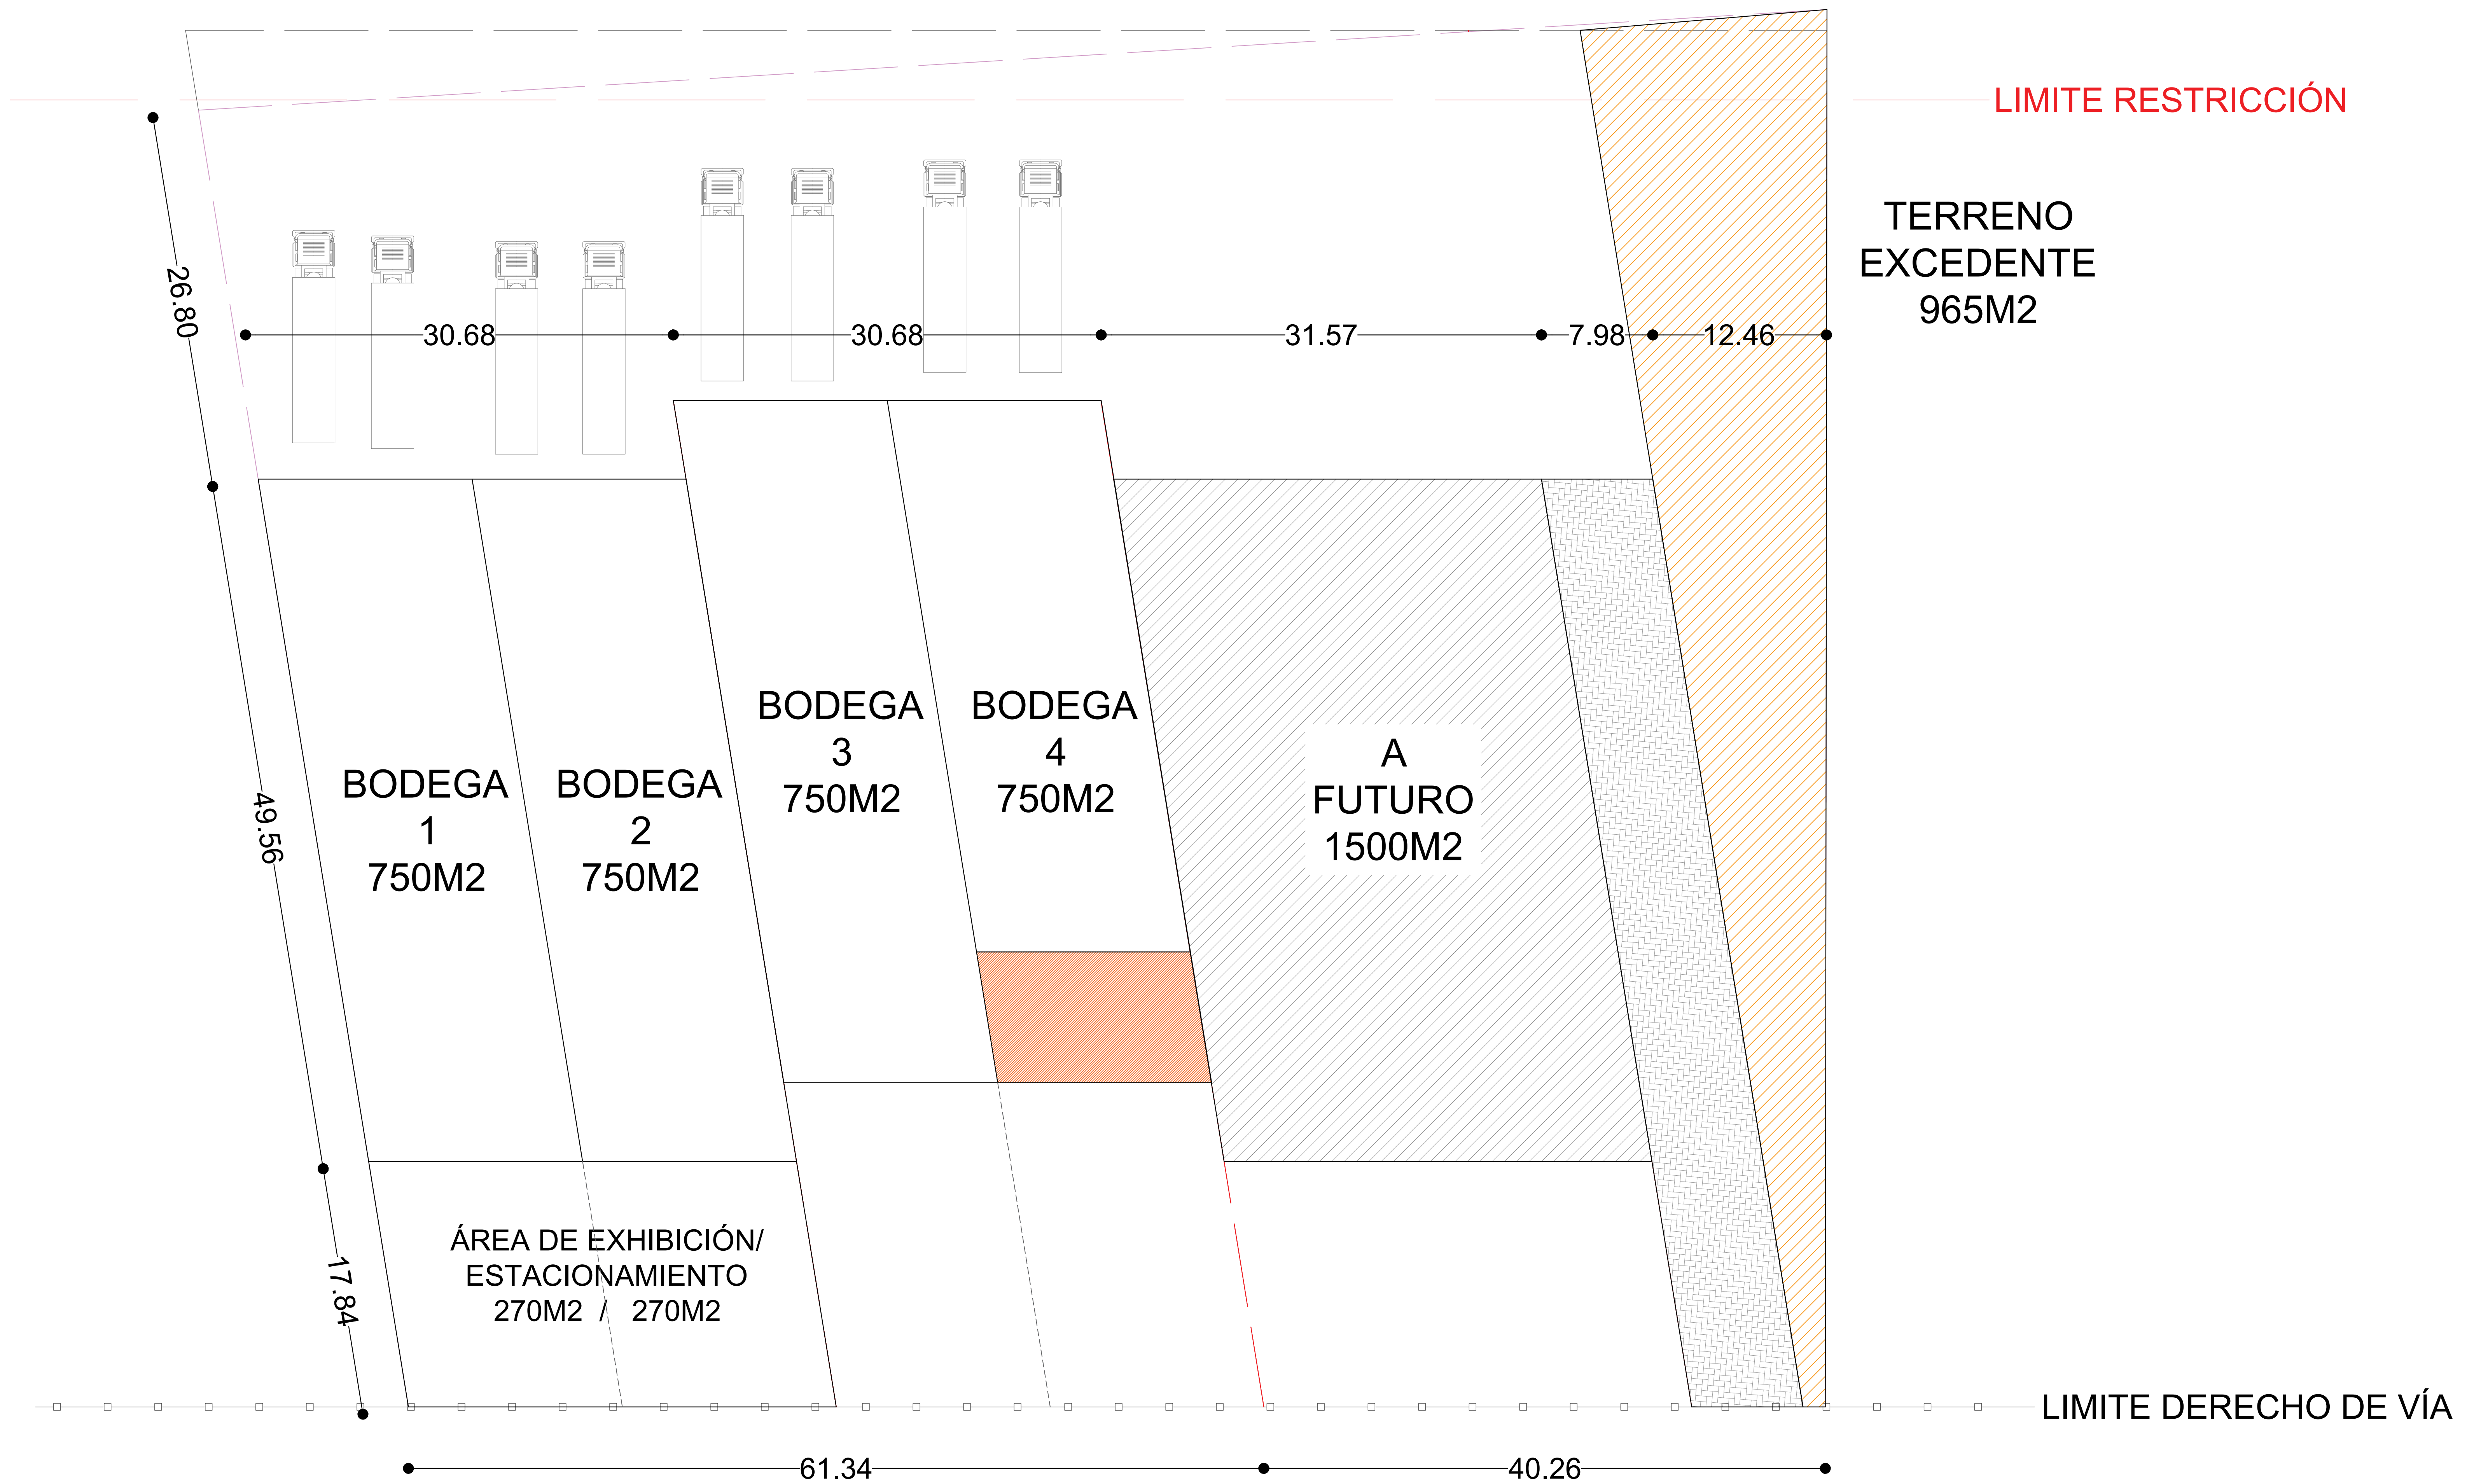 LIMITE RESTRICCIÓN
TERRENO
EXCEDENTE
965M2
26.80
30.68
30.68
31.57
7.98
12.46
BODEGA
1
750M2
BODEGA
2
750M2
BODEGA
3
750M2
BODEGA
4
750M2
A
FUTURO
1500M2
49.56
ÁREA DE EXHIBICIÓN/
ESTACIONAMIENTO
270M2 / 270M2
17.84
LIMITE DERECHO DE VÍA
61.34
40.26